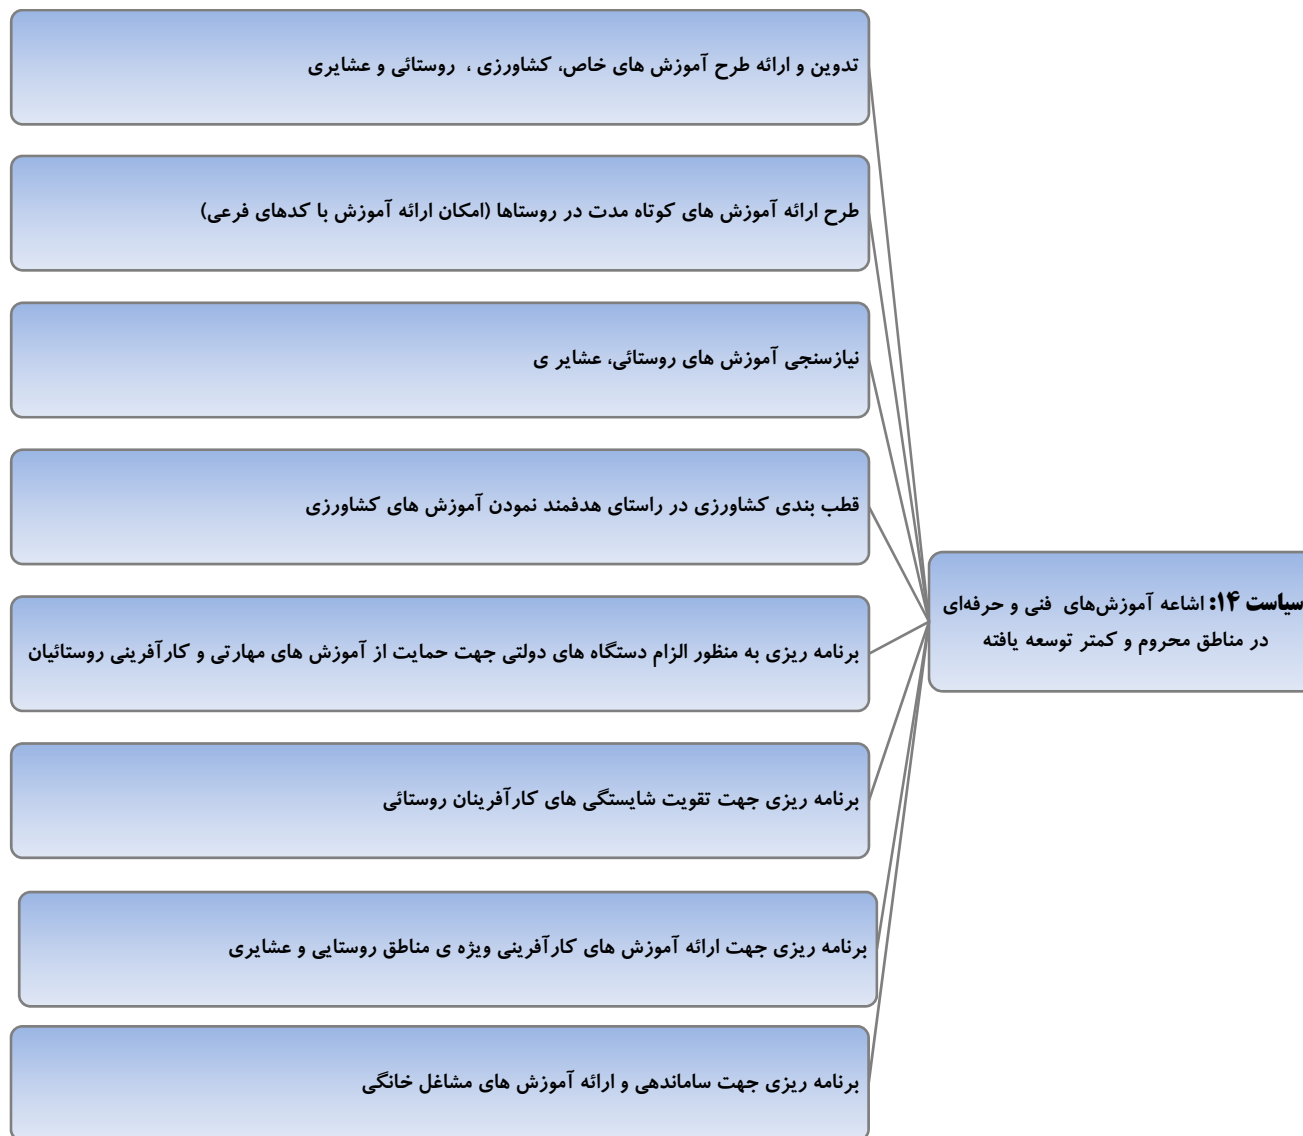 تدوین و ارائه طرح آموزش های خاص، کشاورزی ، روستائی و عشایری
طرح ارائه آموزش های کوتاه مدت در روستاها (امکان ارائه آموزش با کدهای فرعی)
نیازسنجی آموزش های روستائی، عشایر ی
قطب بندی کشاورزی در راستای هدفمند نمودن آموزش های کشاورزی
سیاست ۱۴: اشاعه آموزش‌های فنی و حرفه‌ای
در مناطق محروم و کمتر توسعه یافته
برنامه ریزی به منظور الزام دستگاه های دولتی جهت حمایت از آموزش های مهارتی و کارآفرینی روستائیان
برنامه ریزی جهت تقویت شایستگی های کارآفرینان روستائی
برنامه ریزی جهت ارائه آموزش های کارآفرینی ویژه ی مناطق روستایی و عشایری
برنامه ریزی جهت ساماندهی و ارائه آموزش های مشاغل خانگی